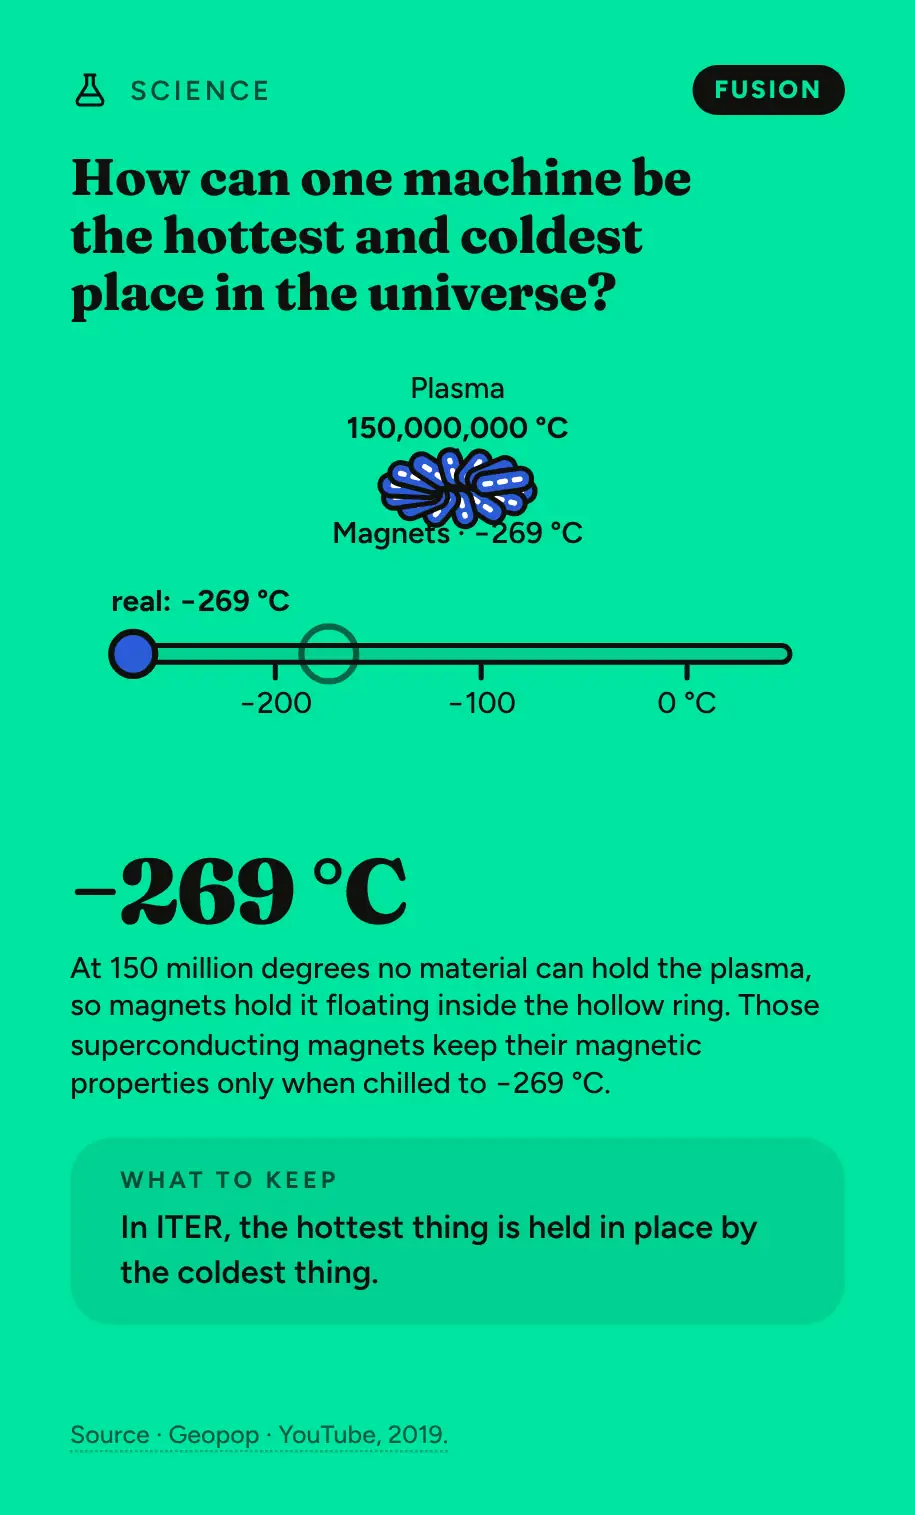 SCIENCE
FUSION
How can one machine be
the hottest and coldest
place in the universe?
Plasma
150,000,000 °C
Magnets · −269 °C
real: −269 °C
−200
−100
0 °C
−269 °C
At 150 million degrees no material can hold the plasma,
so magnets hold it floating inside the hollow ring. Those
superconducting magnets keep their magnetic
properties only when chilled to −269 °C.
WHAT TO KEEP
In ITER, the hottest thing is held in place by
the coldest thing.
Source · Geopop · YouTube, 2019.